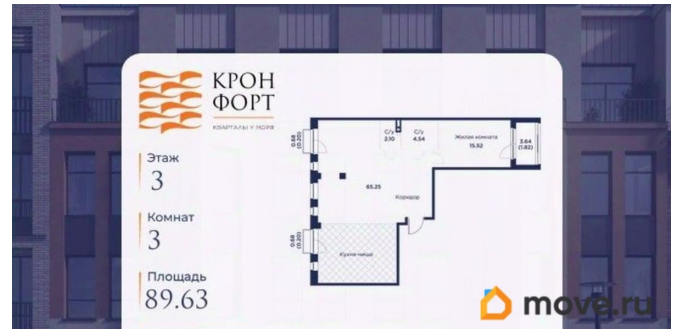 КРОН
ФОРТ
КВАРТАЛЫ У МОРЯ
Этаж
3
Комнат
3
Площадь
89.63
0.68
(0.20)
С/у
2.10
С/у
4.54
Жилая комната
15.52
3.64
(1.82)
65.25
Коридор
0.68
(0.20)
Кухня-ниша
move.ru